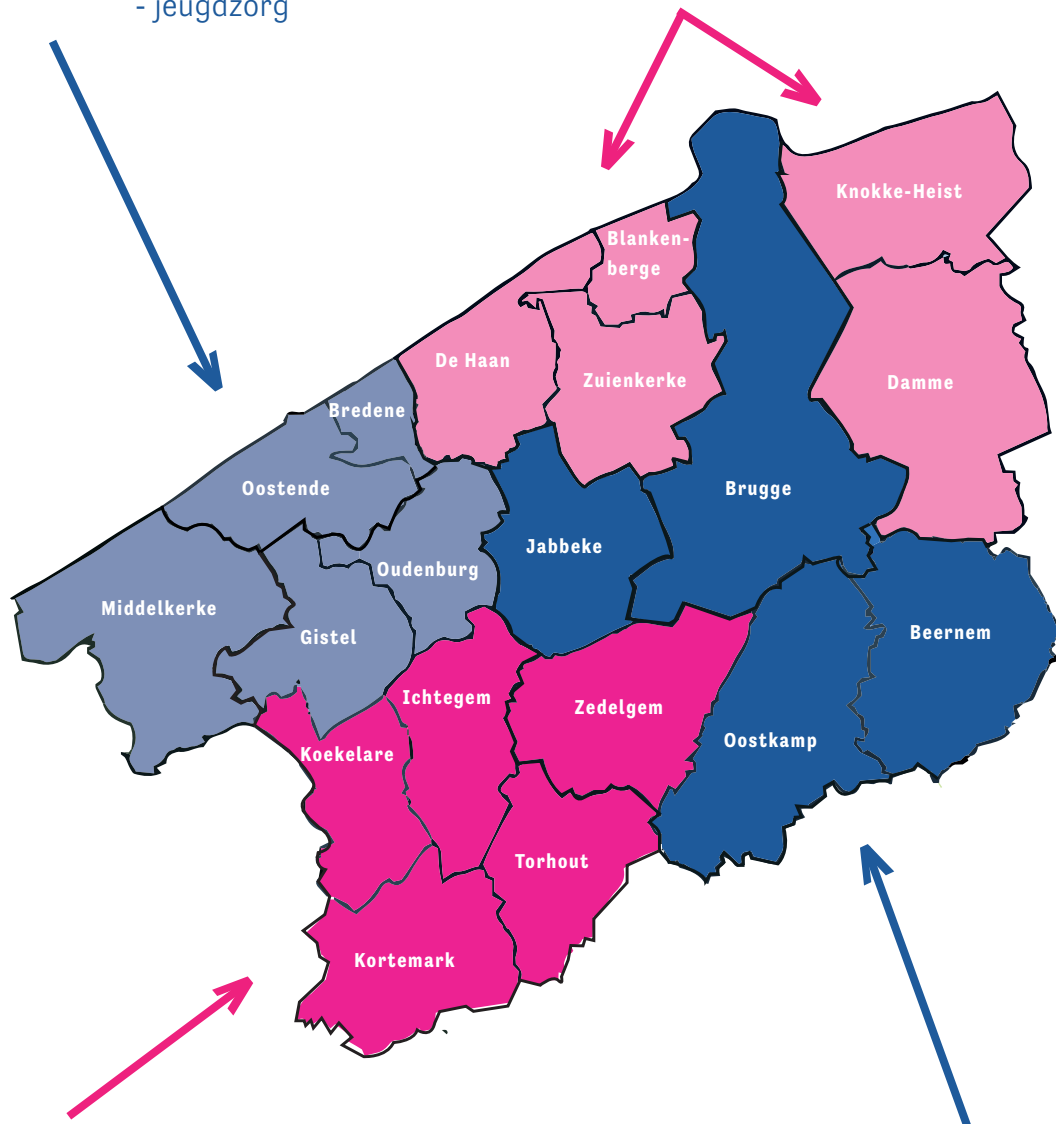 - jeugdzorg
Knokke-Heist
Blanken-
berge
De Haan
Zuienkerke
Damme
Bredene
Oostende
Brugge
Jabbeke
Oudenburg
Middelkerke
Gistel
Beernem
Ichtegem
Zedelgem
Oostkamp
Koekelare
Torhout
Kortemark